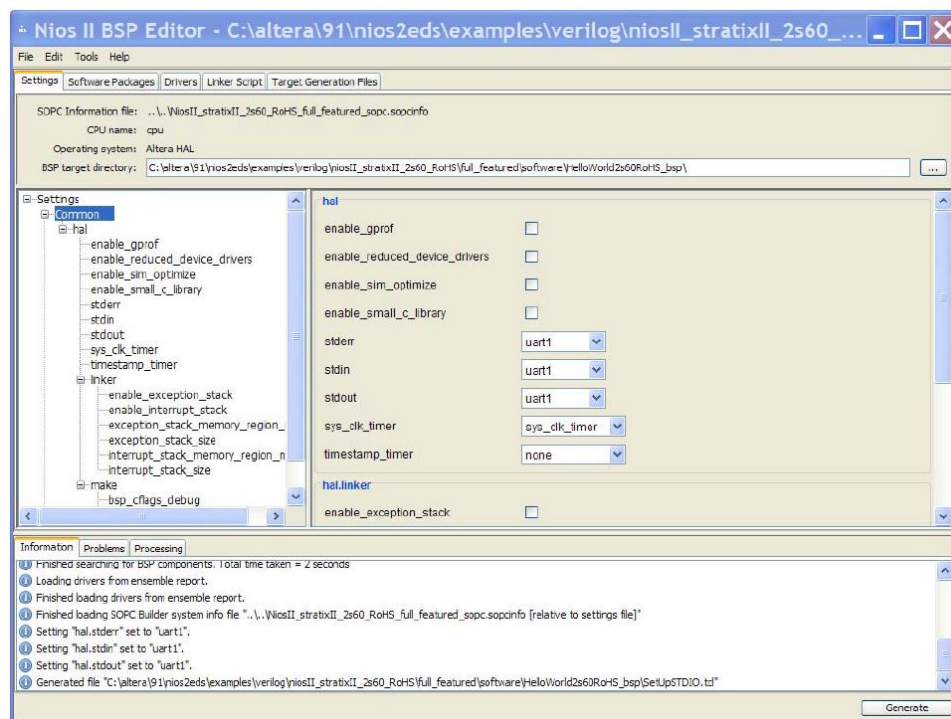 Nios II BSP Editor - C:\altera\91\nios2eds\examples\verilog\niosII_stratixII_2s60_...
File Edit Tools Help
Settings Software Packages Drivers Linker Script Target Generation Files
SOPC Information file: ..\..\NiosII_stratixII_2s60_RoHS_full_featured_sopc.sopcinfo
CPU name: cpu
Operating system: Altera HAL
BSP target directory: C:\altera\91\nios2eds\examples\verilog\niosII_stratixII_2s60_RoHS\full_featured\software\HelloWorld2s60RoHS_bsp\ ...
Settings
Common
hal
enable_gprof
enable_reduced_device_drivers
enable_sim_optimize
enable_small_c_library
stderr
stdin
stdout
sys_clk_timer
timestamp_timer
linker
enable_exception_stack
enable_interrupt_stack
exception_stack_memory_region_
exception_stack_size
interrupt_stack_memory_region_n
interrupt_stack_size
make
bsp_cflags_debug
hal
enable_gprof
enable_reduced_device_drivers
enable_sim_optimize
enable_small_c_library
stderr uart1
stdin uart1
stdout uart1
sys_clk_timer sys_clk_timer
timestamp_timer none
hal.linker
enable_exception_stack
Information Problems Processing
Finished searching for BSP components. Total time taken = 2 seconds
Loading drivers from ensemble report.
Finished loading drivers from ensemble report.
Finished loading SOPC Builder system info file "..\..\NiosII_stratixII_2s60_RoHS_full_featured_sopc.sopcinfo [relative to settings file]"
Setting "hal.stderr" set to "uart1".
Setting "hal.stdin" set to "uart1".
Setting "hal.stdout" set to "uart1".
Generated file "C:\altera\91\nios2eds\examples\verilog\niosII_stratixII_2s60_RoHS\full_featured\software\HelloWorld2s60RoHS_bsp\SetUpSTDIO.tcl"
Generate